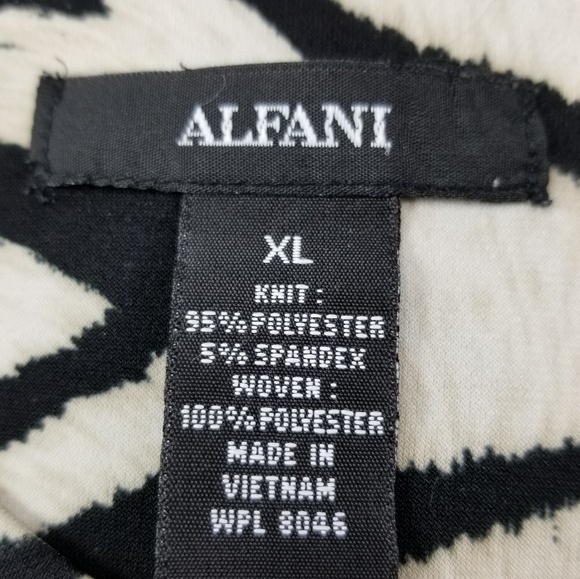 ALFANI
XL
KNIT :
95% POLYESTER
5% SPANDEX
WOVEN :
100% POLYESTER
MADE IN
VIETNAM
WPL 8046